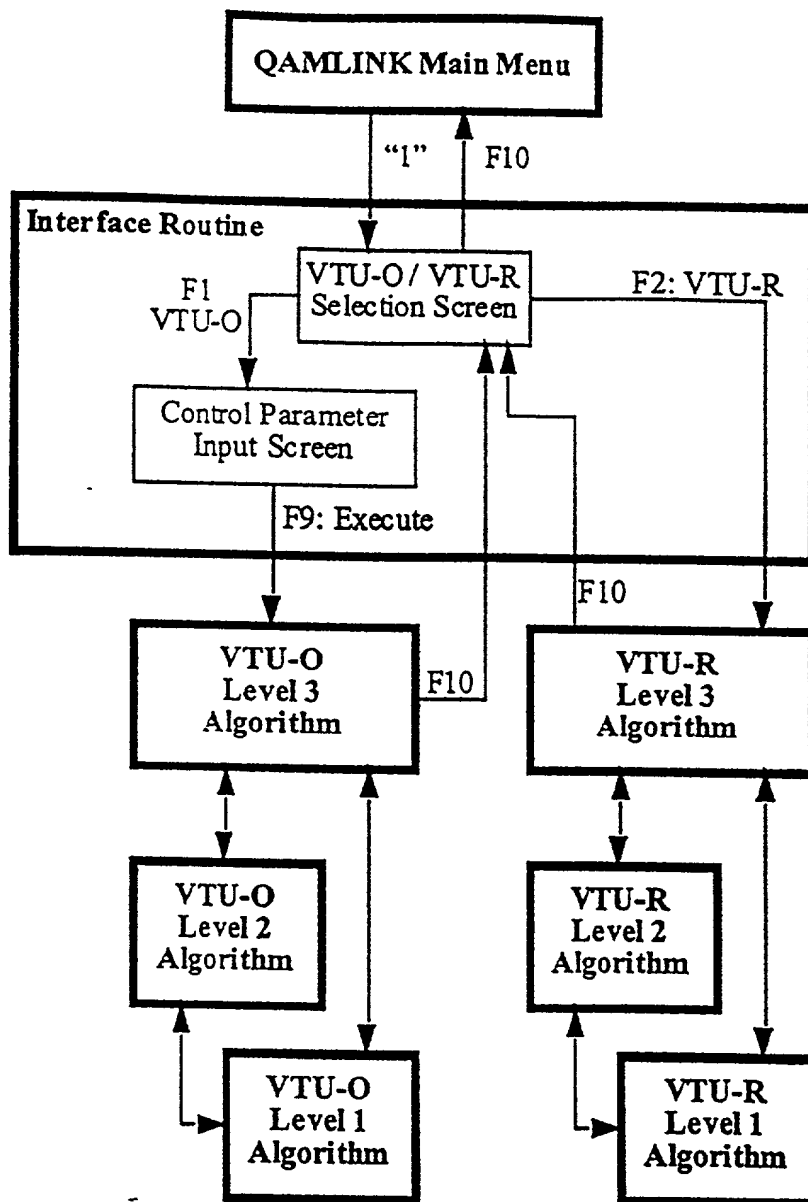 QAMLINK Main Menu
“1”
F10
Interface Routine
VTU-O / VTU-R
Selection Screen
F1
VTU-O
F2: VTU-R
Control Parameter
Input Screen
F9: Execute
F10
VTU-O
Level 3
Algorithm
F10
VTU-R
Level 3
Algorithm
VTU-O
Level 2
Algorithm
VTU-R
Level 2
Algorithm
VTU-O
Level 1
Algorithm
VTU-R
Level 1
Algorithm